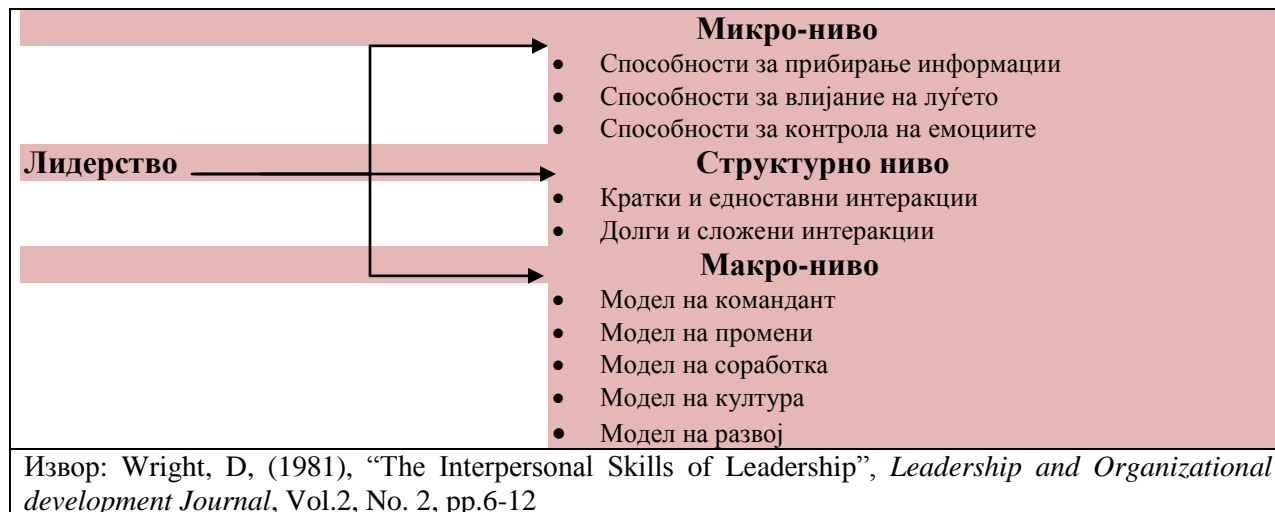 Микро-ниво
• Способности за прибирање информации
• Способности за влијание на луѓето
• Способности за контрола на емоциите
Лидерство Структурно ниво
• Кратки и едноставни интеракции
• Долги и сложени интеракции
Макро-ниво
• Модел на командант
• Модел на промени
• Модел на соработка
• Модел на култура
• Модел на развој
Извор: Wright, D, (1981), “The Interpersonal Skills of Leadership”, Leadership and Organizational
development Journal, Vol.2, No. 2, pp.6-12